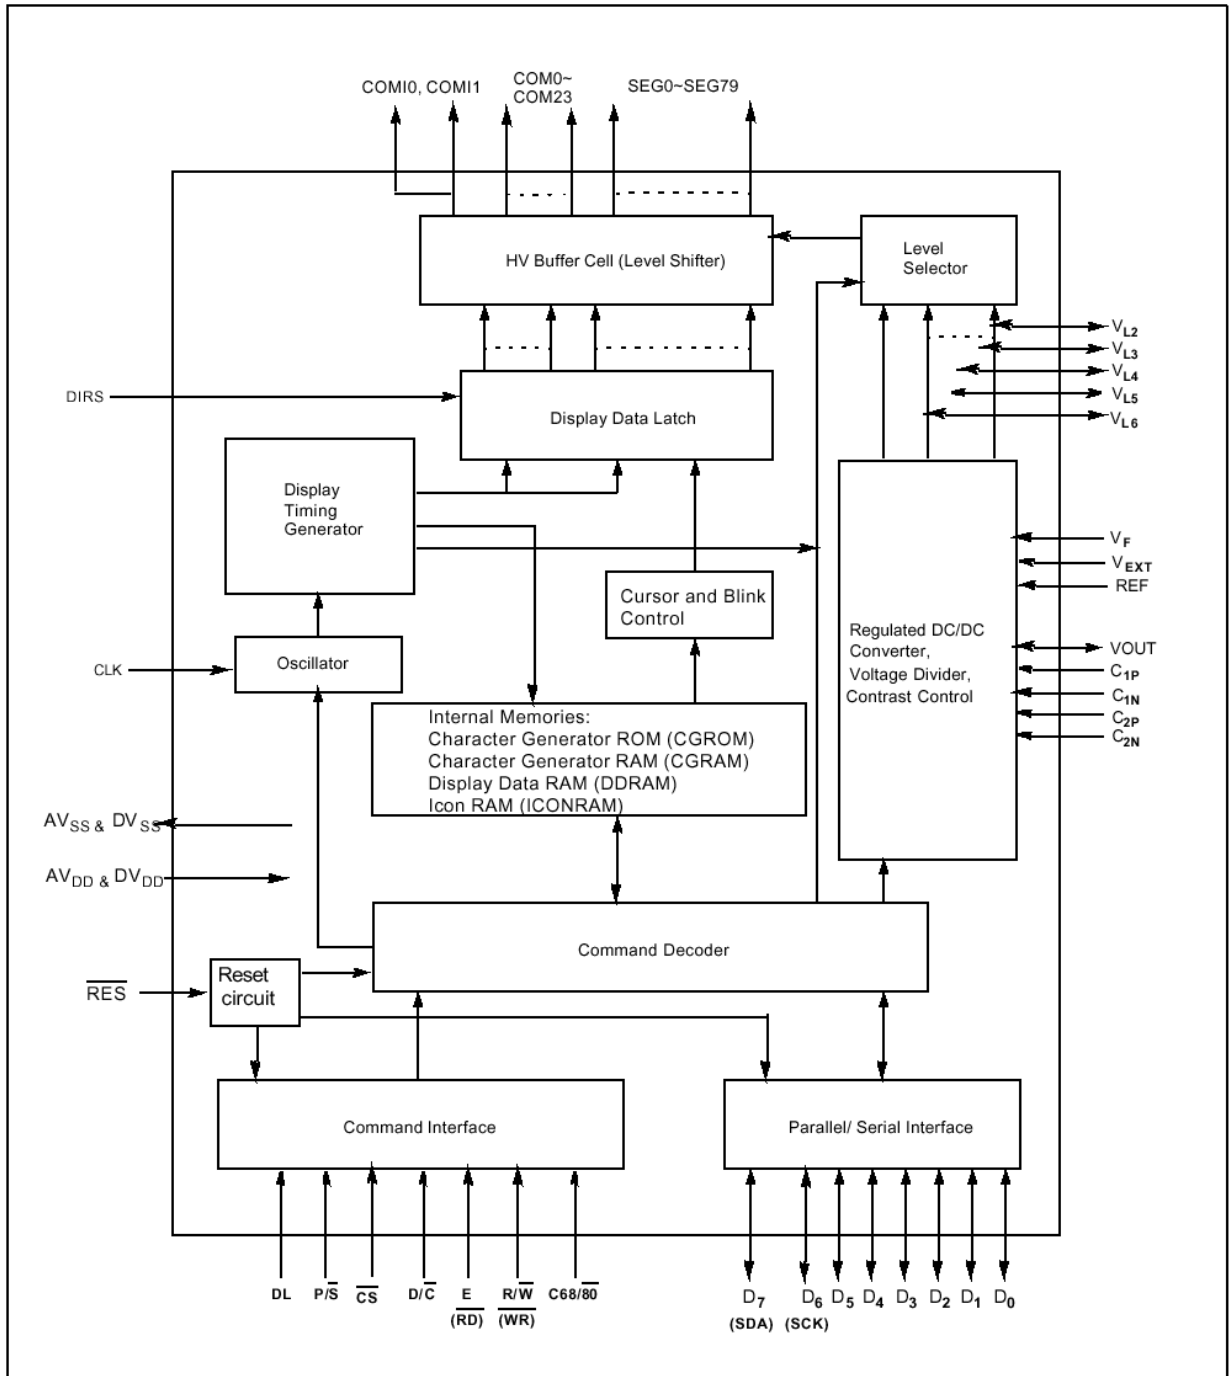 COMI0, COMI1
COM0~
COM23
SEG0~SEG79
HV Buffer Cell (Level Shifter)
Level
Selector
VL2
VL3
VL4
VL5
VL6
DIRS
Display Data Latch
Display
Timing
Generator
VF
VEXT
REF
Cursor and Blink
Control
Regulated DC/DC
Converter,
Voltage Divider,
Contrast Control
VOUT
C1P
C1N
C2P
C2N
CLK
Oscillator
Internal Memories:
Character Generator ROM (CGROM)
Character Generator RAM (CGRAM)
Display Data RAM (DDRAM)
Icon RAM (ICONRAM)
AVSS & DVSS
AVDD & DVDD
Command Decoder
RES
Reset
circuit
Command Interface
Parallel/ Serial Interface
DL
P/S
CS
D/C
E
(RD)
R/W
(WR)
C68/80
D7
(SDA)
D6
(SCK)
D5
D4
D3
D2
D1
D0